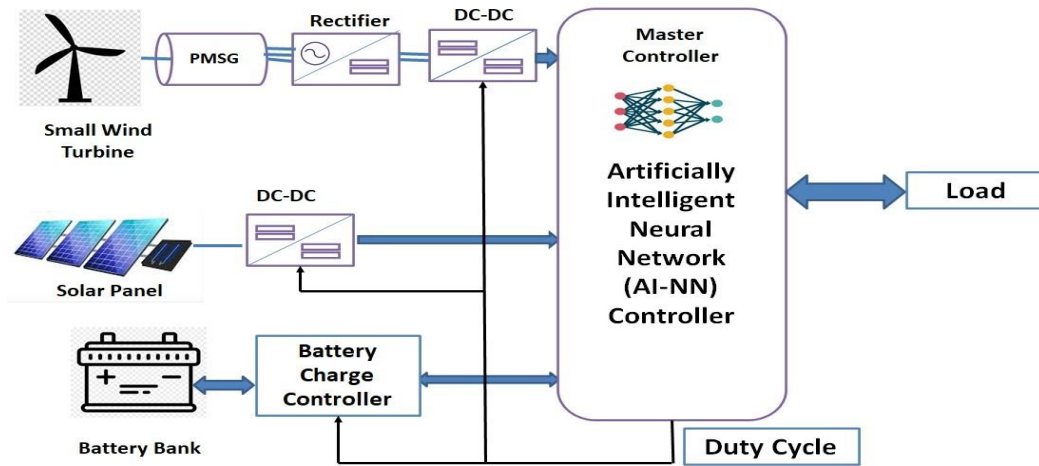 Small Wind
Turbine
PMSG
Rectifier
DC-DC
Master
Controller
Artificially
Intelligent
Neural
Network
(AI-NN)
Controller
Load
DC-DC
Solar Panel
Battery
Charge
Controller
Battery Bank
Duty Cycle